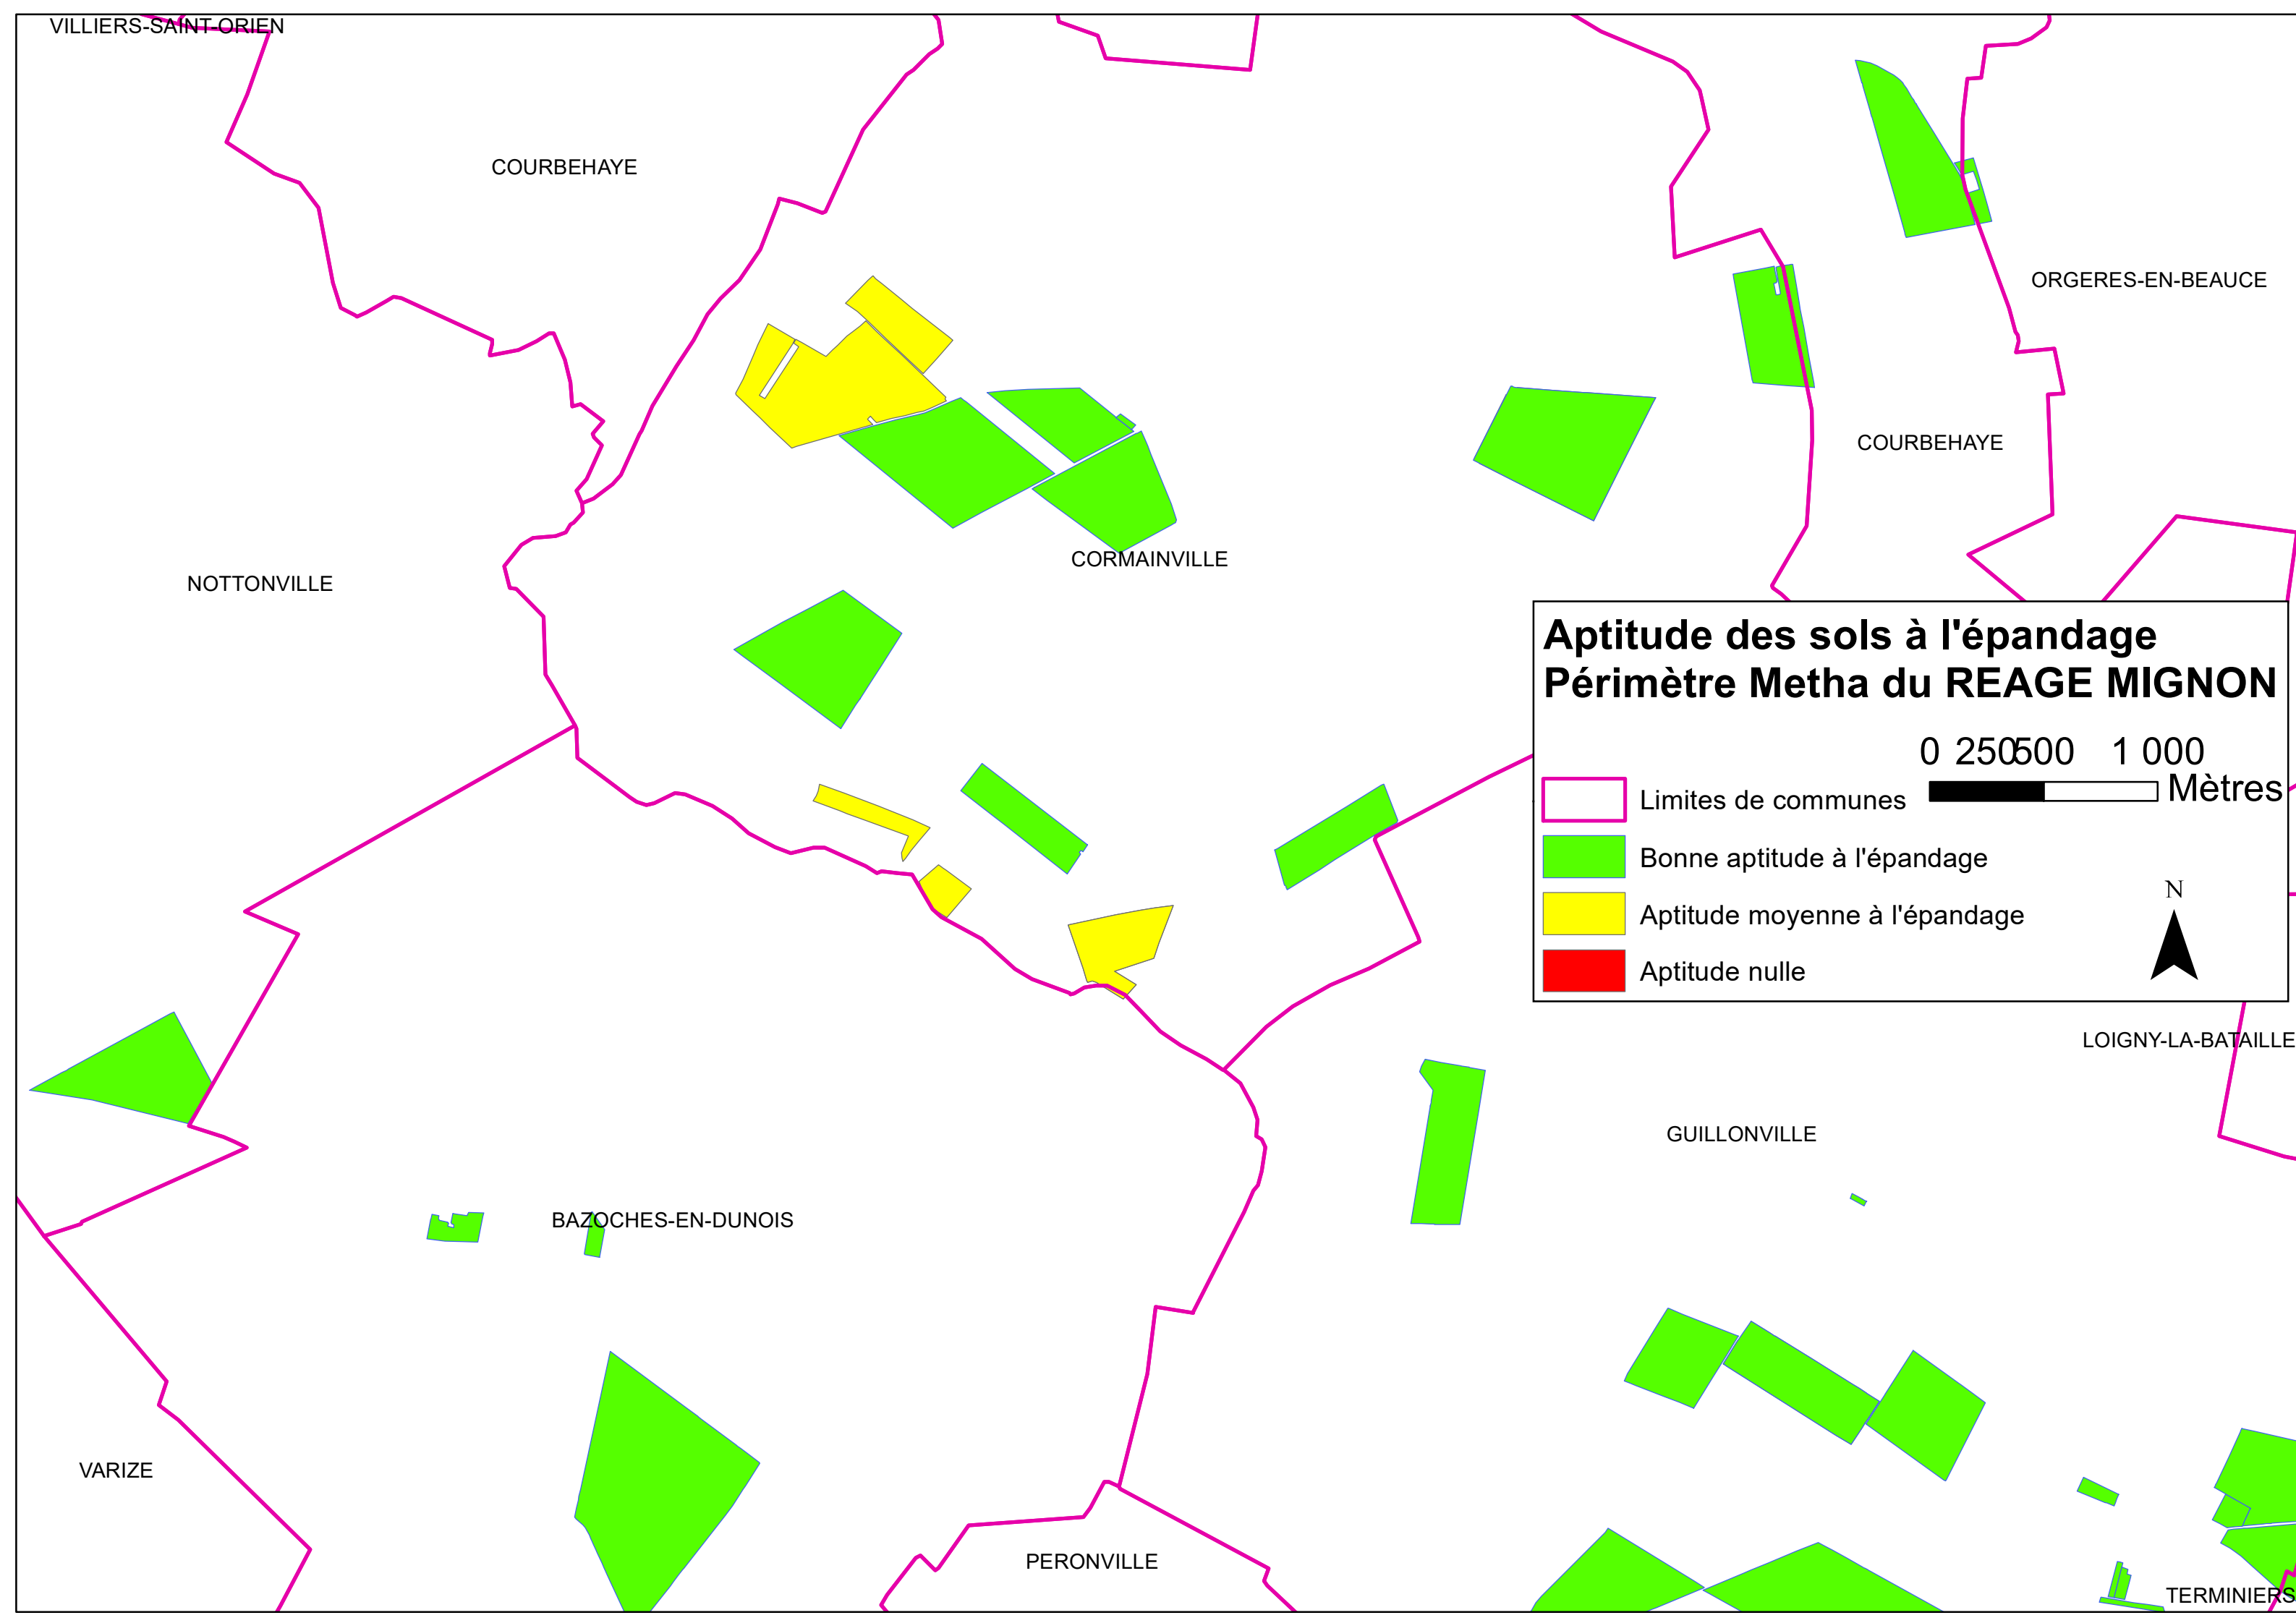 VILLIERS-SAINT-ORIEN
COURBEHAYE
ORGERES-EN-BEAUCE
COURBEHAYE
CORMAINVILLE
NOTTONVILLE
Aptitude des sols à l'épandage
Périmètre Metha du REAGE MIGNON
0 250 500 1 000
Mètres
Limites de communes
Bonne aptitude à l'épandage
Aptitude moyenne à l'épandage
Aptitude nulle
N
LOIGNY-LA-BATAILLE
GUILLONVILLE
BAZOCHES-EN-DUNOIS
VARIZE
PERONVILLE
TERMINIERS